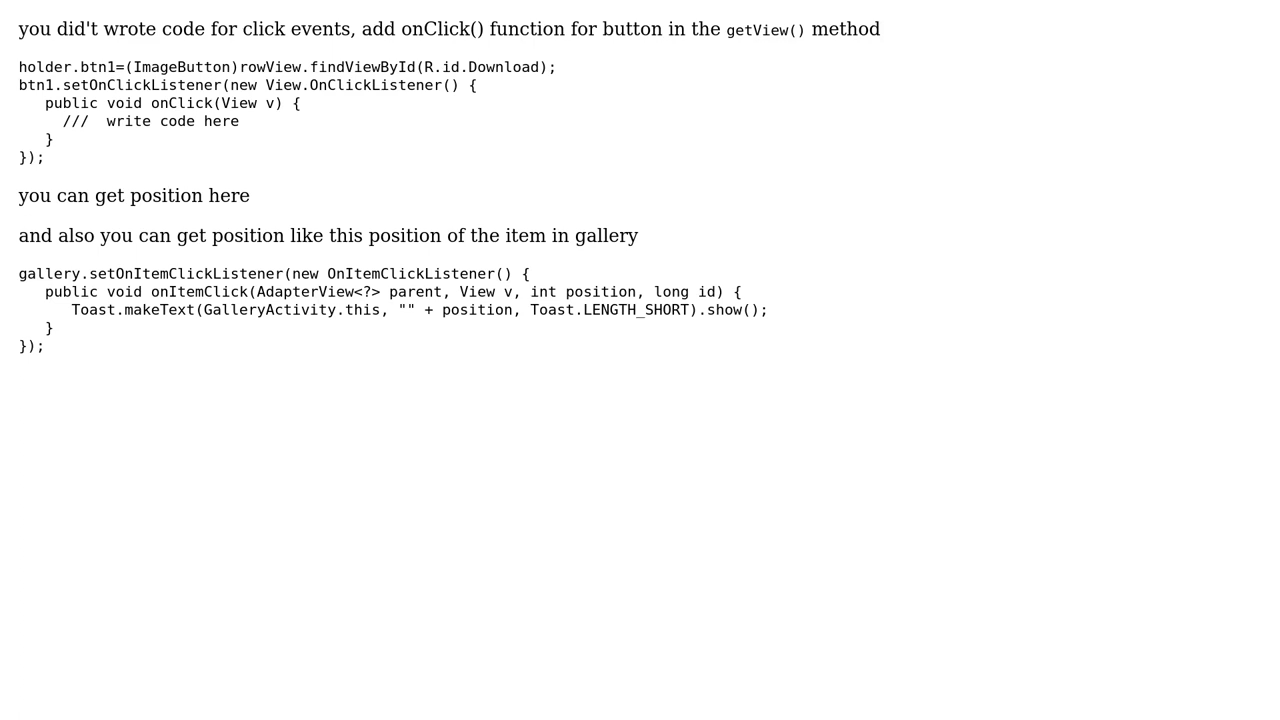 you did't wrote code for click events, add onClick() function for button in the getView() method
holder.btn1=(ImageButton)rowView.findViewById(R.id.Download);
btn1.setOnClickListener(new View.OnClickListener() {
   public void onClick(View v) {
     ///  write code here
   }
});
you can get position here
and also you can get position like this position of the item in gallery
gallery.setOnItemClickListener(new OnItemClickListener() {
   public void onItemClick(AdapterView<?> parent, View v, int position, long id) {
      Toast.makeText(GalleryActivity.this, "" + position, Toast.LENGTH_SHORT).show();
   }
});